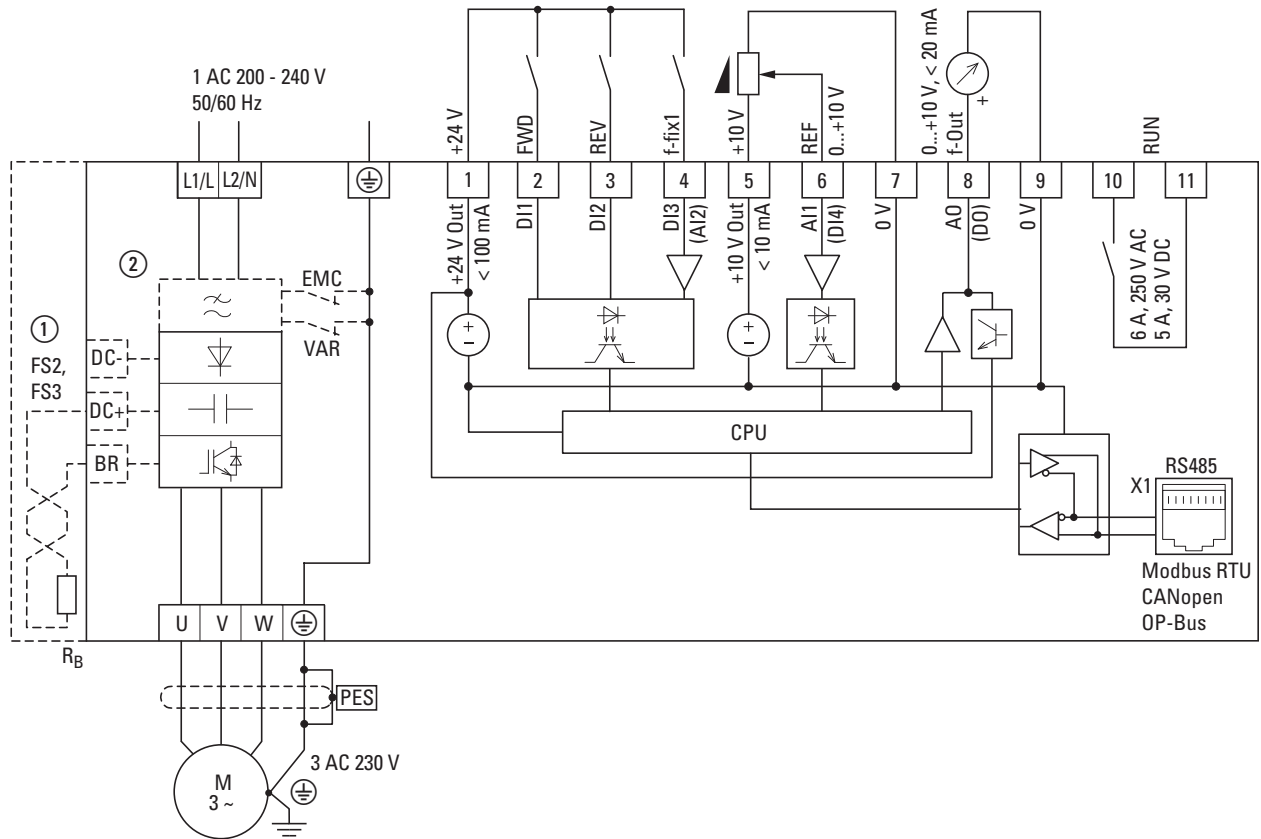 1 AC 200 - 240 V
50/60 Hz
+24 V
FWD
REV
f-fix1
+10 V
REF
0...+10 V
0...+10 V, < 20 mA
f-Out
+
RUN
L1/L
L2/N
1
2
3
4
5
6
7
8
9
10
11
+24 V Out
< 100 mA
DI1
DI2
DI3
(AI2)
+10 V Out
< 10 mA
AI1
(DI4)
0 V
AO
(DO)
0 V
6 A, 250 V AC
5 A, 30 V DC
2
EMC
VAR
1
FS2,
FS3
DC-
DC+
BR
+
−
+
−
CPU
X1
RS485
Modbus RTU
CANopen
OP-Bus
U
V
W
RB
PES
3 AC 230 V
M
3 ~